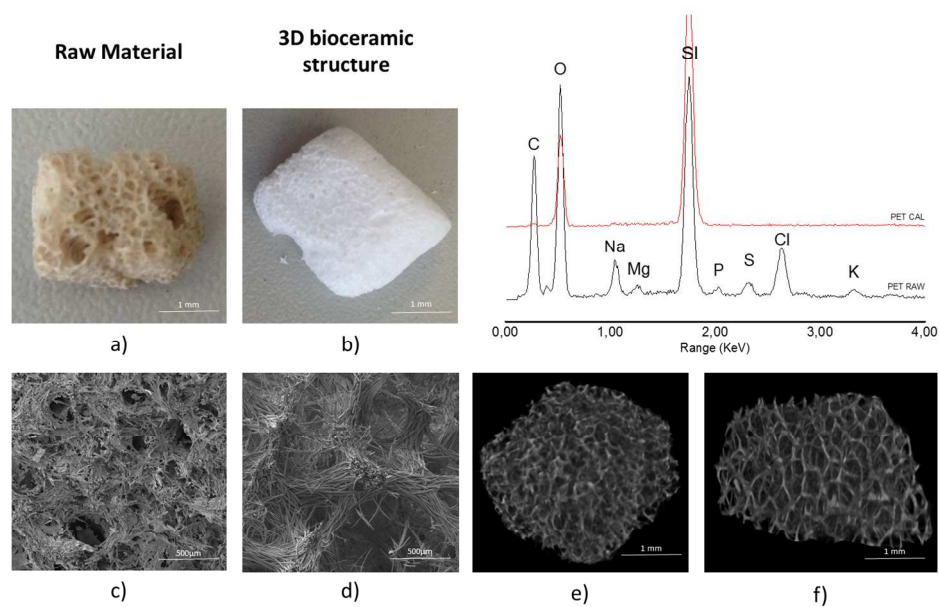 Raw Material
3D bioceramic
structure
1 mm
a)
1 mm
b)
C
O
Na
Mg
SI
P
S
Cl
K
PET CAL
PET RAW
0,00
1,00
2,00
3,00
4,00
Range (KeV)
500µm
c)
500µm
d)
1 mm
e)
1 mm
f)